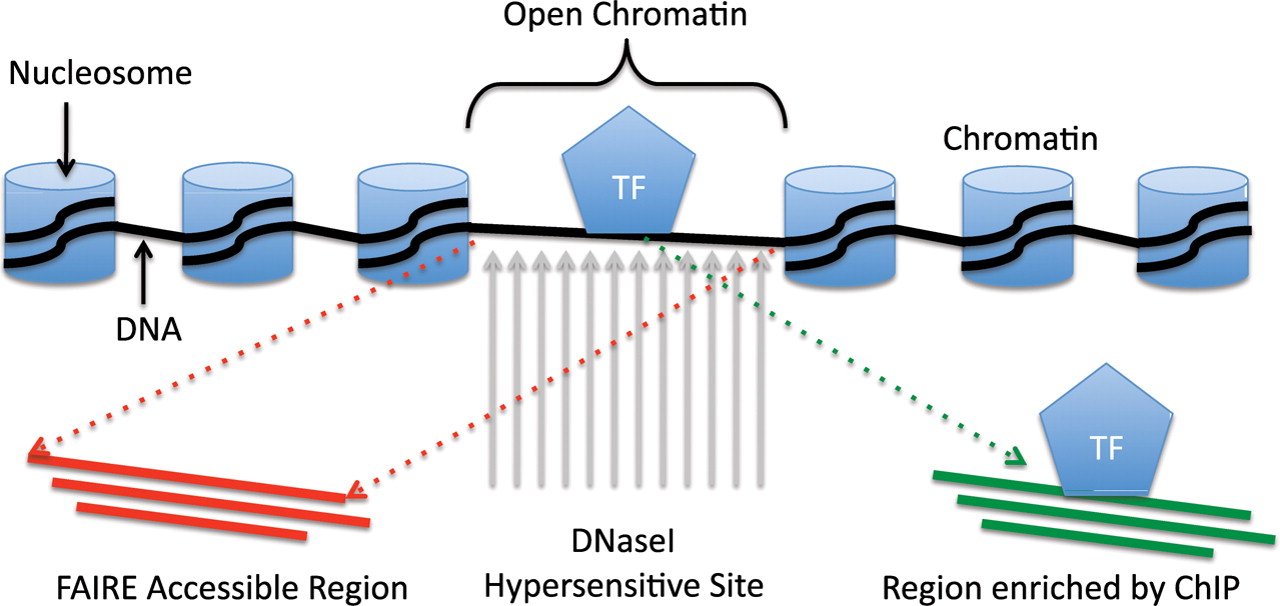 Open Chromatin
Nucleosome
Chromatin
TF
DNA
TF
DNaseI
Hypersensitive Site
FAIRE Accessible Region
Region enriched by ChIP